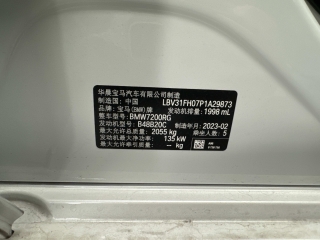 华晨宝马汽车有限公司制造
制造国：中国 LBV31FH07P1A29873
品牌：宝马(BMW)牌 发动机排量：1998 mL
整车型号：BMW7200RG
发动机型号：B48B20C 制造年月：2023-02
最大允许总质量：2055 kg 乘坐人数：5
发动机最大净功率：135 kW
最大允许牵引质量：－ kg